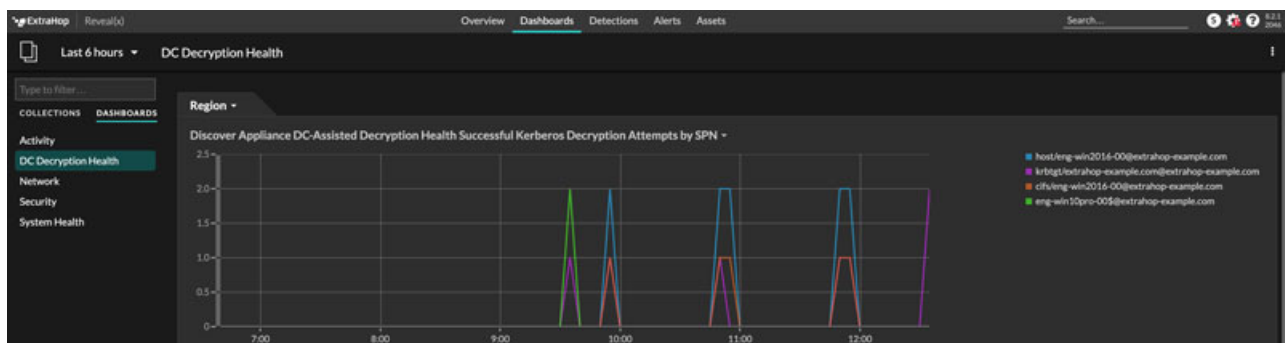 ExtraHop Reveal(x) Overview Dashboards Detections Alerts Assets Search... 8.2.1
2046
Last 6 hours DC Decryption Health
Type to filter...
COLLECTIONS DASHBOARDS
Activity
DC Decryption Health
Network
Security
System Health
Region
Discover Appliance DC-Assisted Decryption Health Successful Kerberos Decryption Attempts by SPN
2.5
2.0
1.5
1.0
0.5
0
7:00 8:00 9:00 10:00 11:00 12:00
host/eng-win2016-00@extrahop-example.com
krbtgt/extrahop-example.com@extrahop-example.com
cifs/eng-win2016-00@extrahop-example.com
eng-win10pro-00$@extrahop-example.com